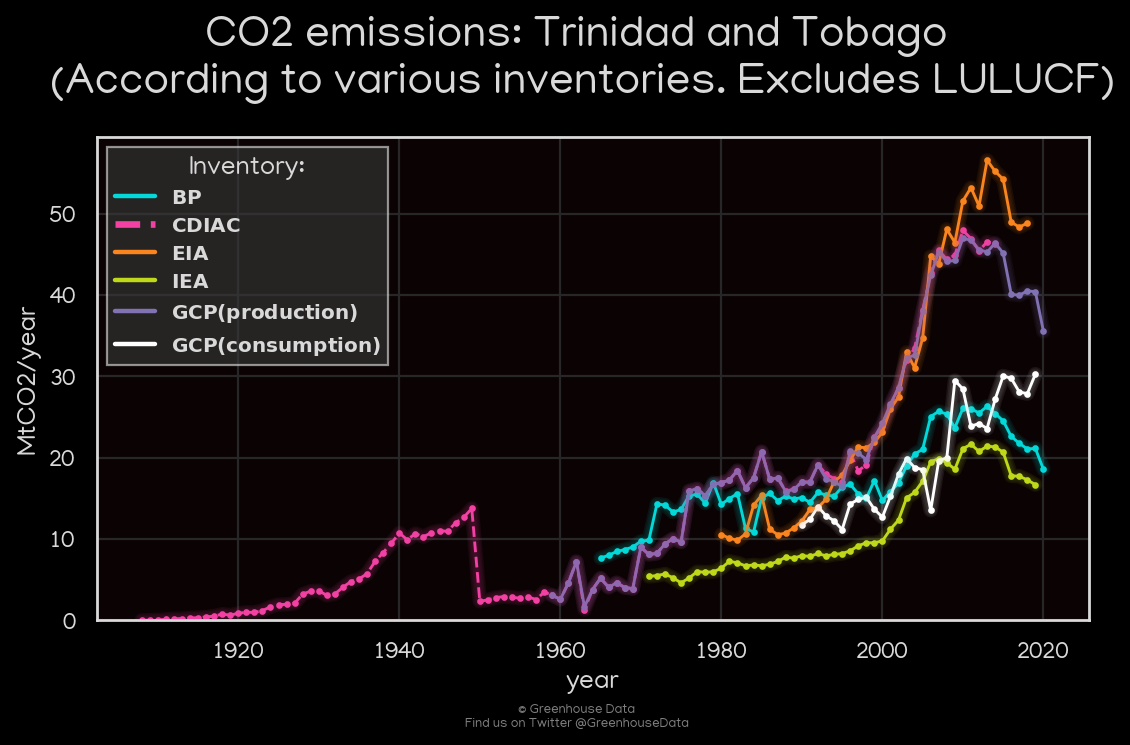 CO2 emissions: Trinidad and Tobago
(According to various inventories. Excludes LULUCF)
Inventory:
BP
CDIAC
EIA
IEA
GCP(production)
GCP(consumption)
MtCO2/year
50
40
30
20
10
0
1920
1940
1960
1980
2000
2020
year
© Greenhouse Data
Find us on Twitter @GreenhouseData